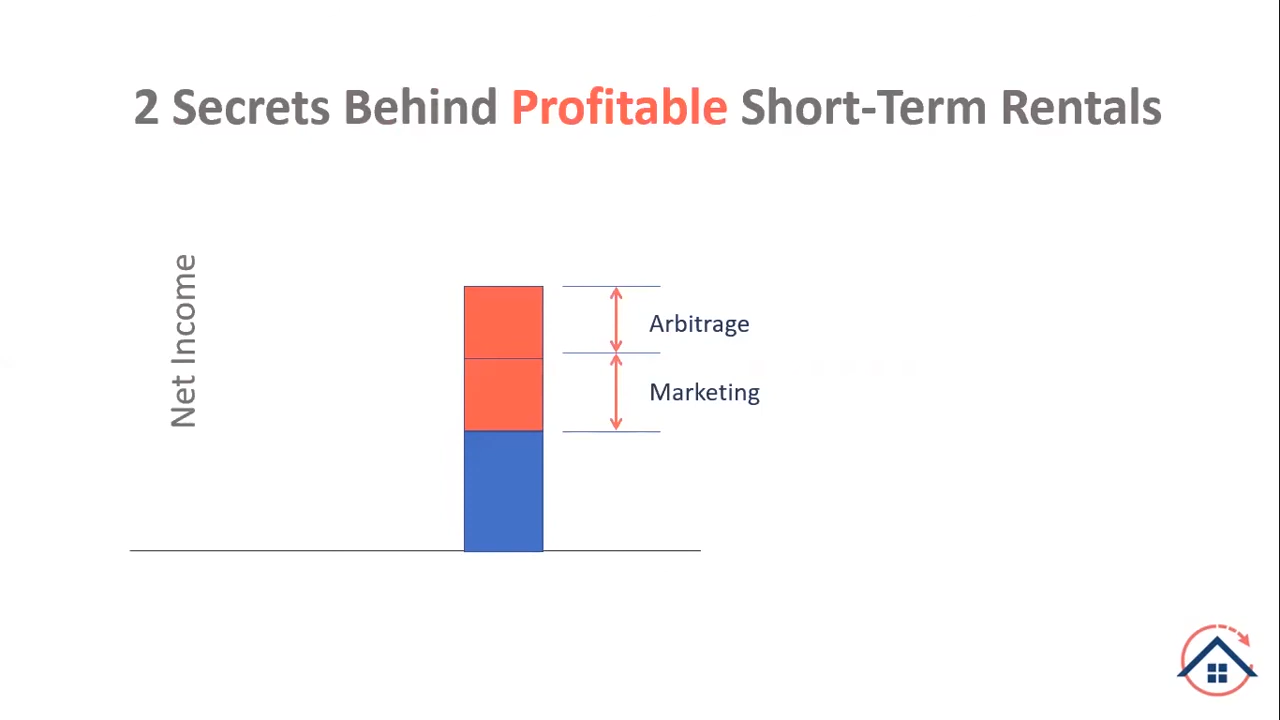 2 Secrets Behind Profitable Short-Term Rentals
Net Income
Arbitrage
Marketing